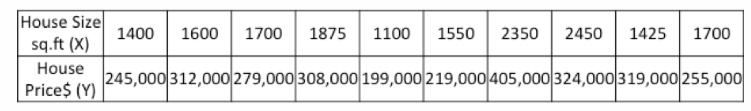 House Size sq.ft (X) 1400 1600 1700 1875 1100 1550 2350 2450 1425 1700
House Price$ (Y) 245,000 312,000 279,000 308,000 199,000 219,000 405,000 324,000 319,000 255,000